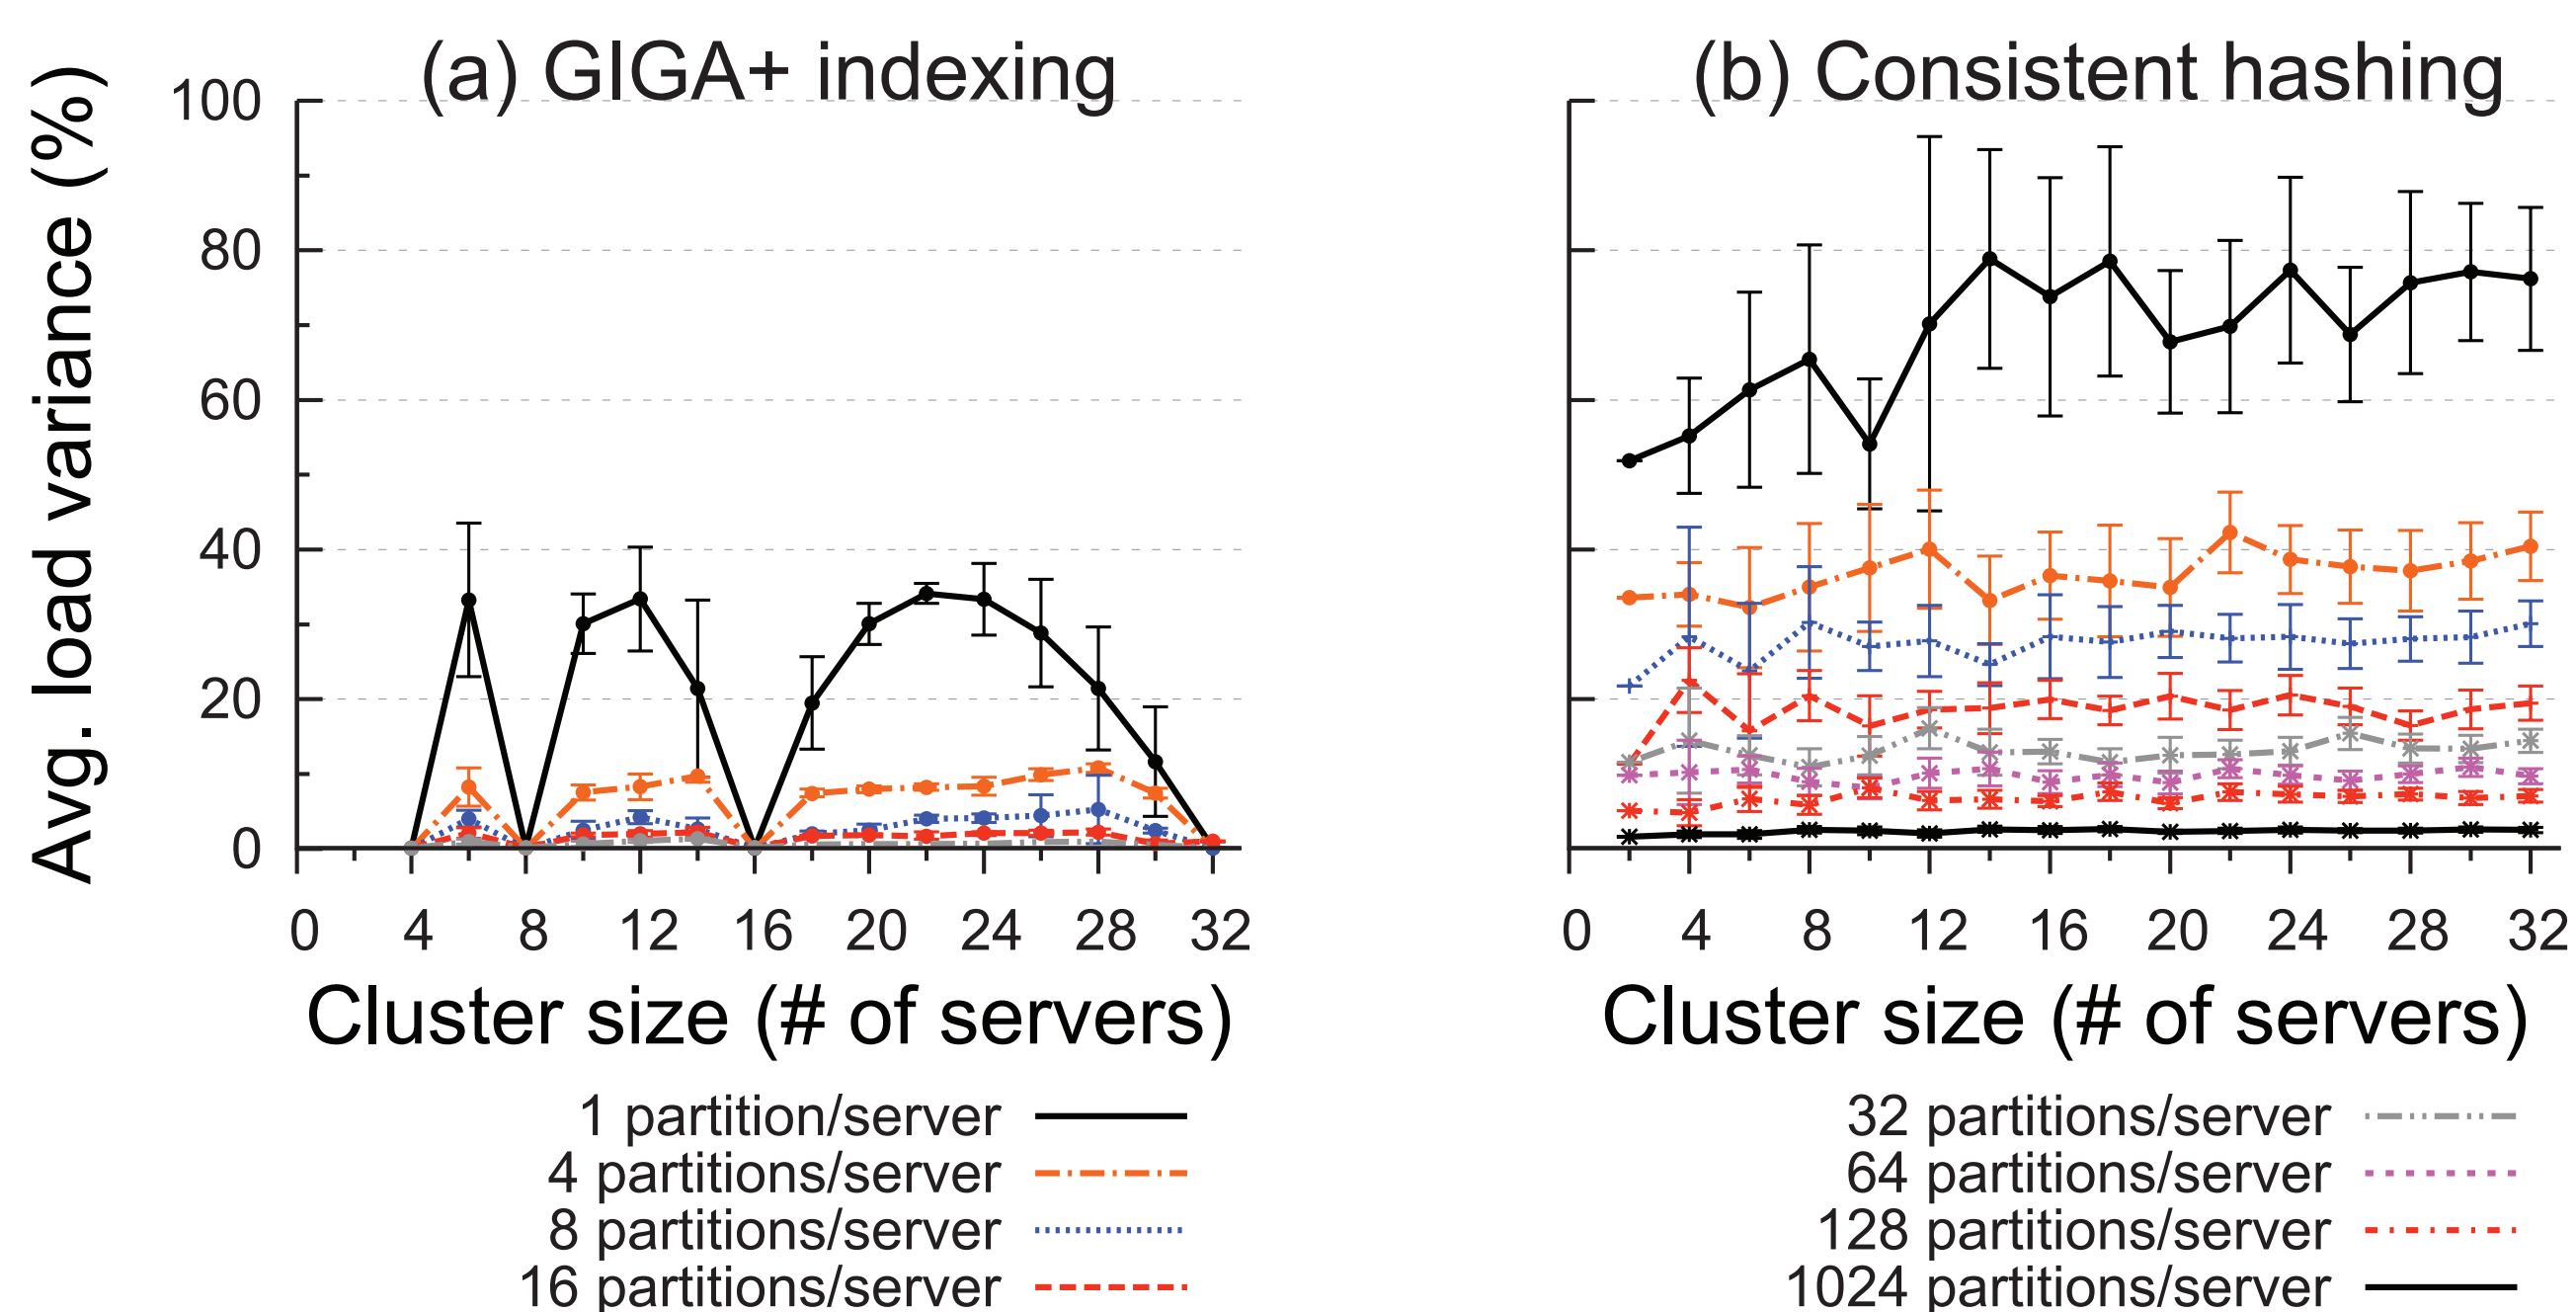 (a) GIGA+ indexing
(b) Consistent hashing
Avg. load variance (%)
100
80
60
40
20
0
0 4 8 12 16 20 24 28 32
0 4 8 12 16 20 24 28 32
Cluster size (# of servers)
Cluster size (# of servers)
1 partition/server
4 partitions/server
8 partitions/server
16 partitions/server
32 partitions/server
64 partitions/server
128 partitions/server
1024 partitions/server